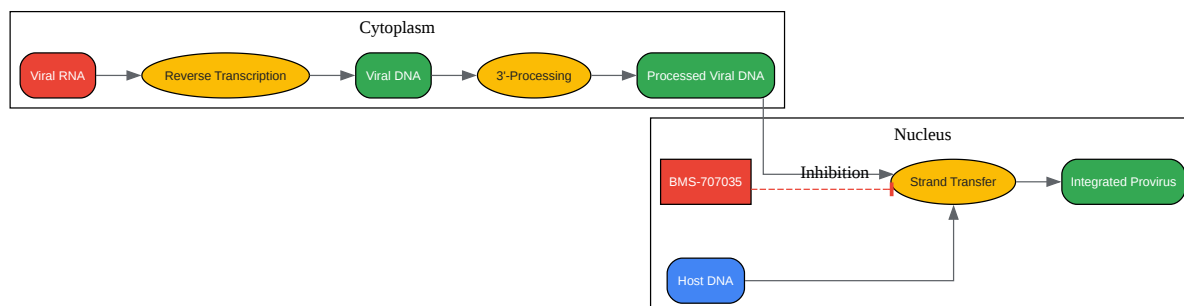 Cytoplasm
Viral RNA
Reverse Transcription
Viral DNA
3'-Processing
Processed Viral DNA
Nucleus
BMS-707035
Inhibition
Strand Transfer
Integrated Provirus
Host DNA